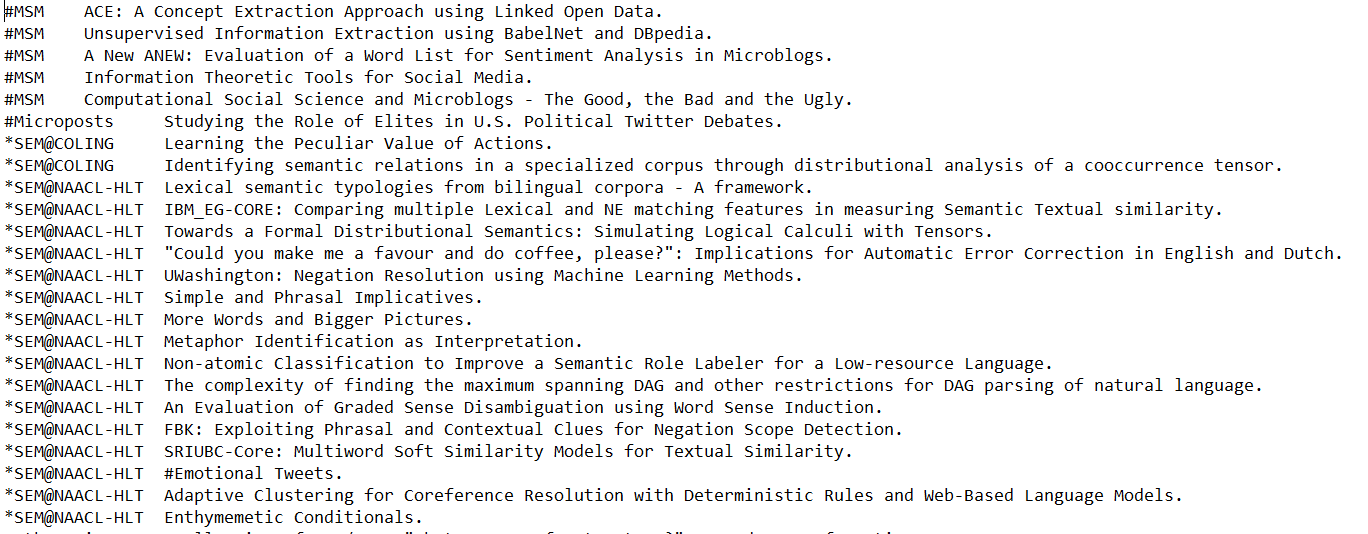 #MSM    ACE: A Concept Extraction Approach using Linked Open Data.
#MSM    Unsupervised Information Extraction using BabelNet and DBpedia.
#MSM    A New ANEW: Evaluation of a Word List for Sentiment Analysis in Microblogs.
#MSM    Information Theoretic Tools for Social Media.
#MSM    Computational Social Science and Microblogs - The Good, the Bad and the Ugly.
#Microposts     Studying the Role of Elites in U.S. Political Twitter Debates.
*SEM@COLING     Learning the Peculiar Value of Actions.
*SEM@COLING     Identifying semantic relations in a specialized corpus through distributional analysis of a cooccurrence tensor.
*SEM@NAACL-HLT  Lexical semantic typologies from bilingual corpora - A framework.
*SEM@NAACL-HLT  IBM_EG-CORE: Comparing multiple Lexical and NE matching features in measuring Semantic Textual similarity.
*SEM@NAACL-HLT  Towards a Formal Distributional Semantics: Simulating Logical Calculi with Tensors.
*SEM@NAACL-HLT  "Could you make me a favour and do coffee, please?": Implications for Automatic Error Correction in English and Dutch.
*SEM@NAACL-HLT  UWashington: Negation Resolution using Machine Learning Methods.
*SEM@NAACL-HLT  Simple and Phrasal Implicatives.
*SEM@NAACL-HLT  More Words and Bigger Pictures.
*SEM@NAACL-HLT  Metaphor Identification as Interpretation.
*SEM@NAACL-HLT  Non-atomic Classification to Improve a Semantic Role Labeler for a Low-resource Language.
*SEM@NAACL-HLT  The complexity of finding the maximum spanning DAG and other restrictions for DAG parsing of natural language.
*SEM@NAACL-HLT  An Evaluation of Graded Sense Disambiguation using Word Sense Induction.
*SEM@NAACL-HLT  FBK: Exploiting Phrasal and Contextual Clues for Negation Scope Detection.
*SEM@NAACL-HLT  SRIUBC-Core: Multiword Soft Similarity Models for Textual Similarity.
*SEM@NAACL-HLT  #Emotional Tweets.
*SEM@NAACL-HLT  Adaptive Clustering for Coreference Resolution with Deterministic Rules and Web-Based Language Models.
*SEM@NAACL-HLT  Enthymemetic Conditionals.